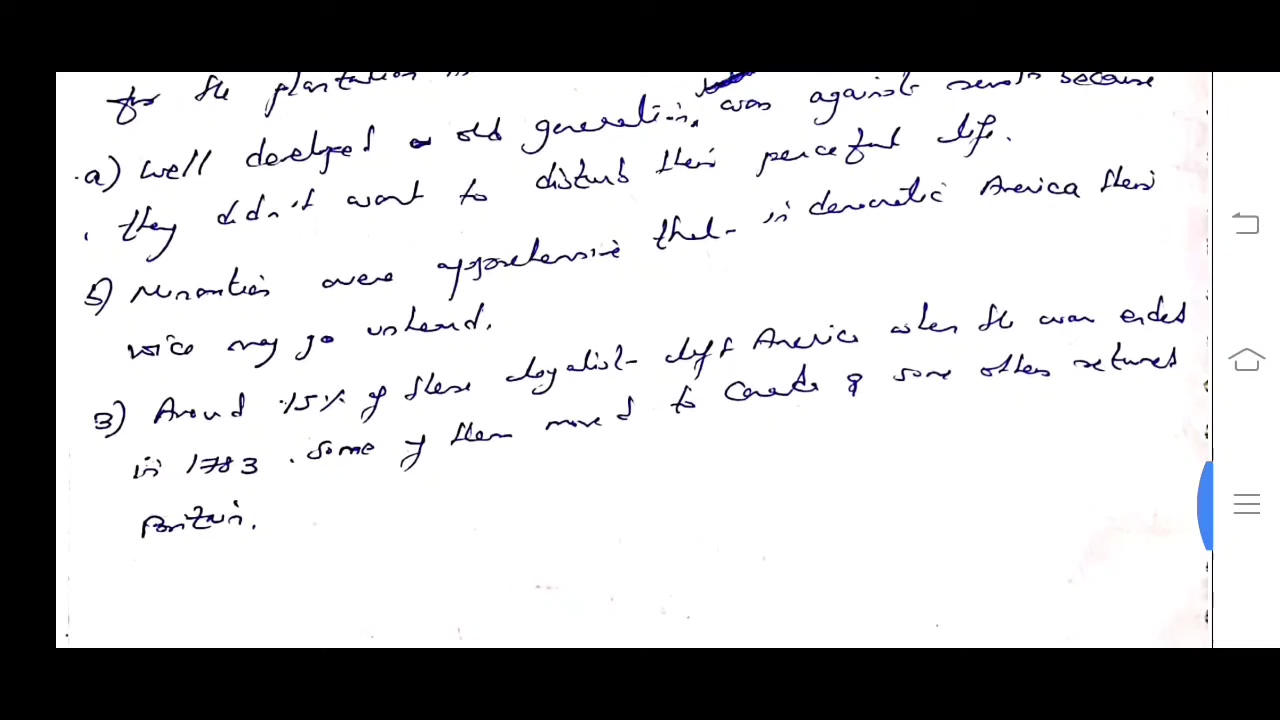 for the plantation
a) well developed old generation was against revolt because
they didn't want to disturb their peaceful life.
5) Minorities were apprehensive that in democratic America their
voice may go unheard.
3) Around 15% of these loyalist left America when the war ended
in 1783. Some of them moved to Canada & some others returned
Britain.